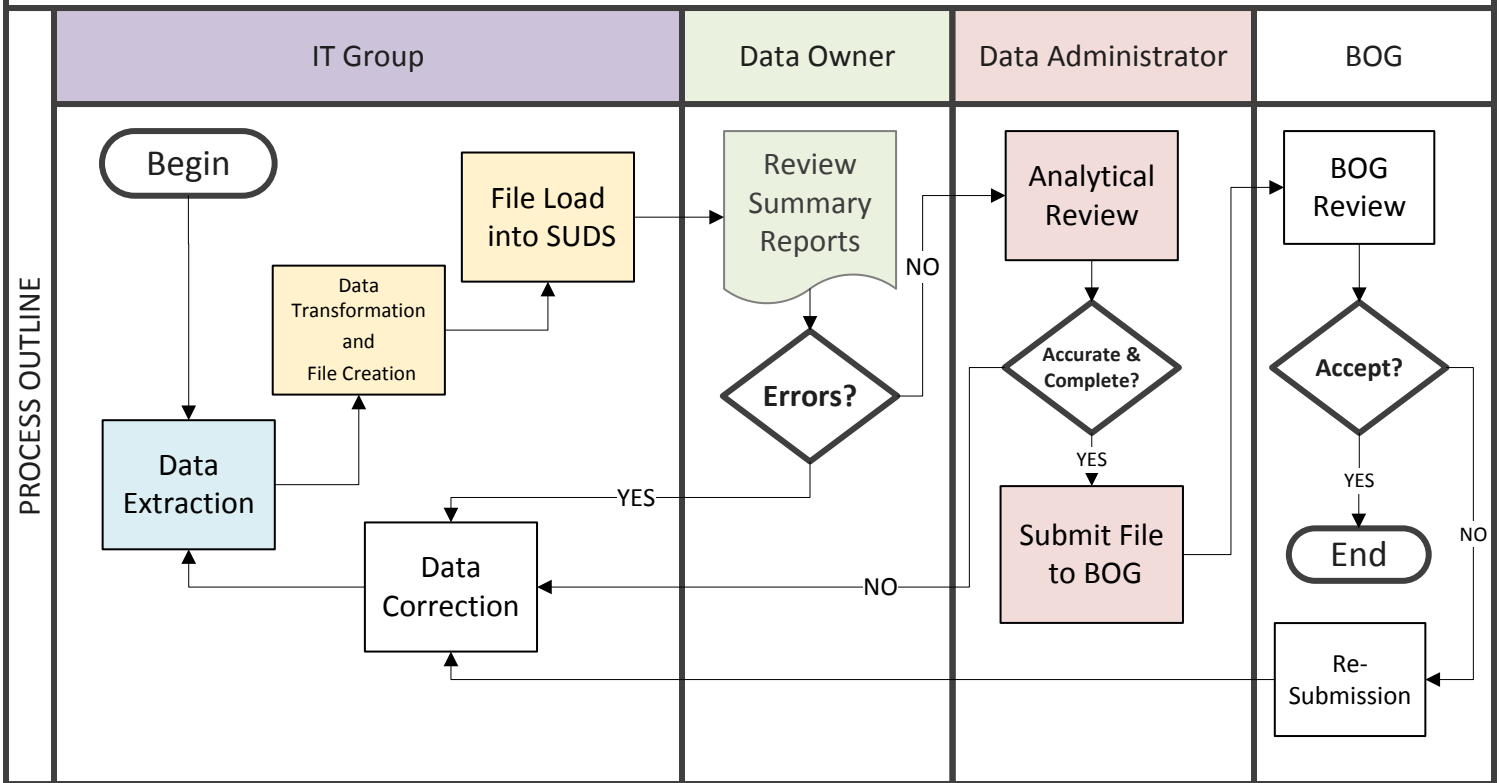 IT Group
Data Owner
Data Administrator
BOG
PROCESS OUTLINE
Begin
File Load
into SUDS
Data
Transformation
and
File Creation
Data
Extraction
Data
Correction
Review
Summary
Reports
Errors?
YES
NO
Analytical
Review
Accurate &
Complete?
YES
NO
Submit File
to BOG
BOG
Review
Accept?
YES
NO
End
Re-
Submission